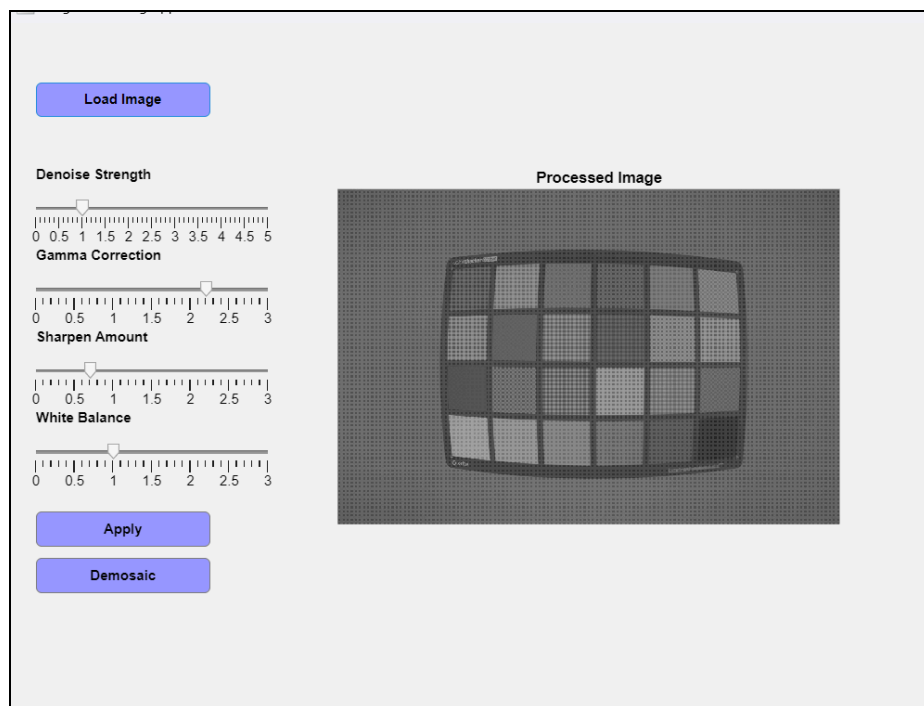 Load Image
Denoise Strength
0 0.5 1 1.5 2 2.5 3 3.5 4 4.5 5
Gamma Correction
0 0.5 1 1.5 2 2.5 3
Sharpen Amount
0 0.5 1 1.5 2 2.5 3
White Balance
0 0.5 1 1.5 2 2.5 3
Apply
Demosaic
Processed Image